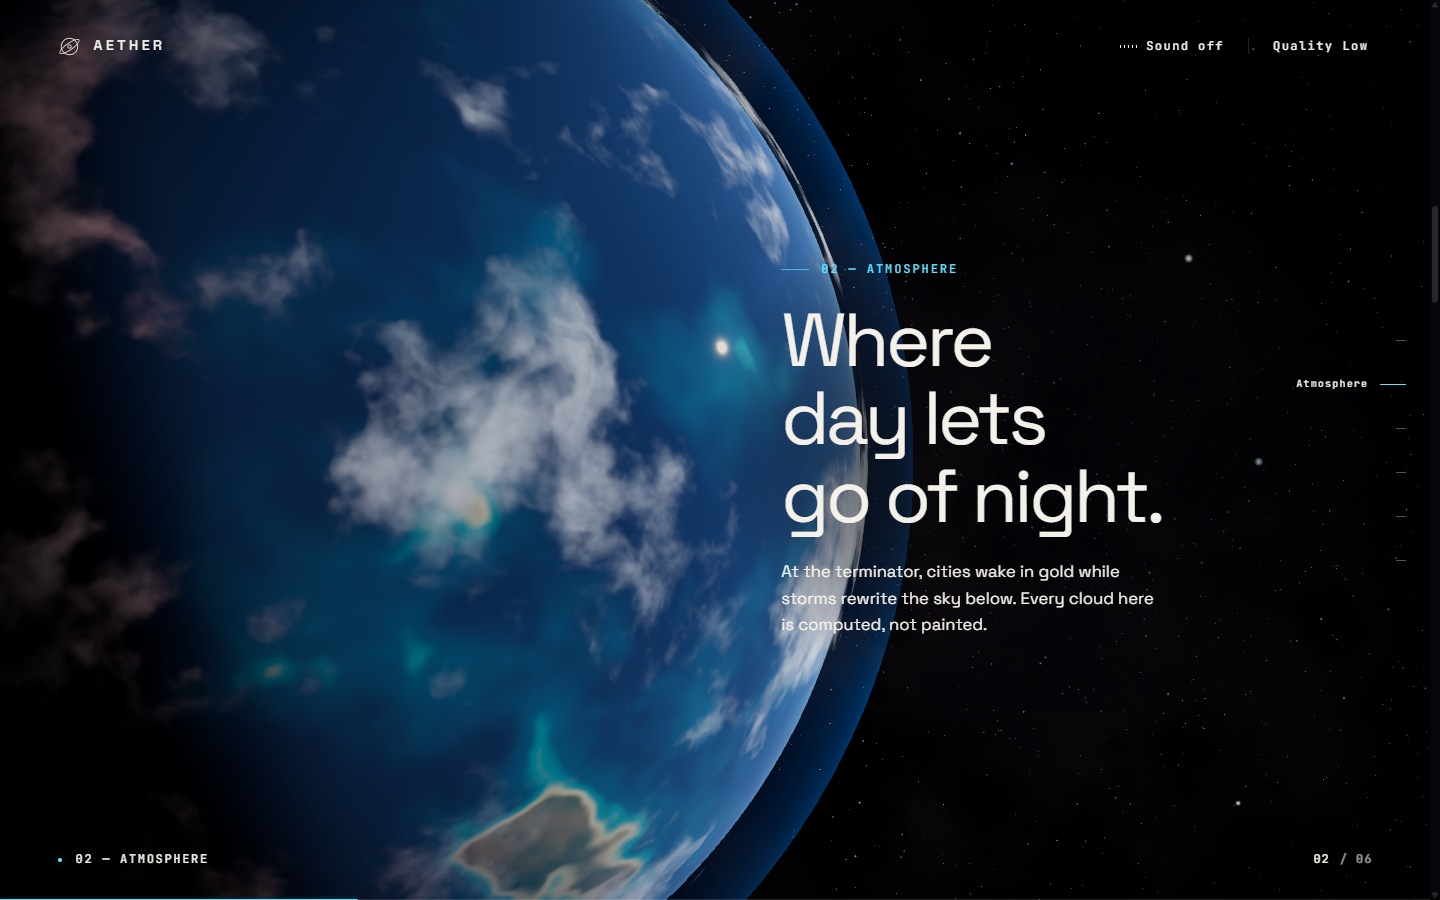 AETHER
Sound off
Quality Low
02 — ATMOSPHERE
Where
day lets
go of night.
At the terminator, cities wake in gold while
storms rewrite the sky below. Every cloud here
is computed, not painted.
Atmosphere
02 — ATMOSPHERE
02 / 06